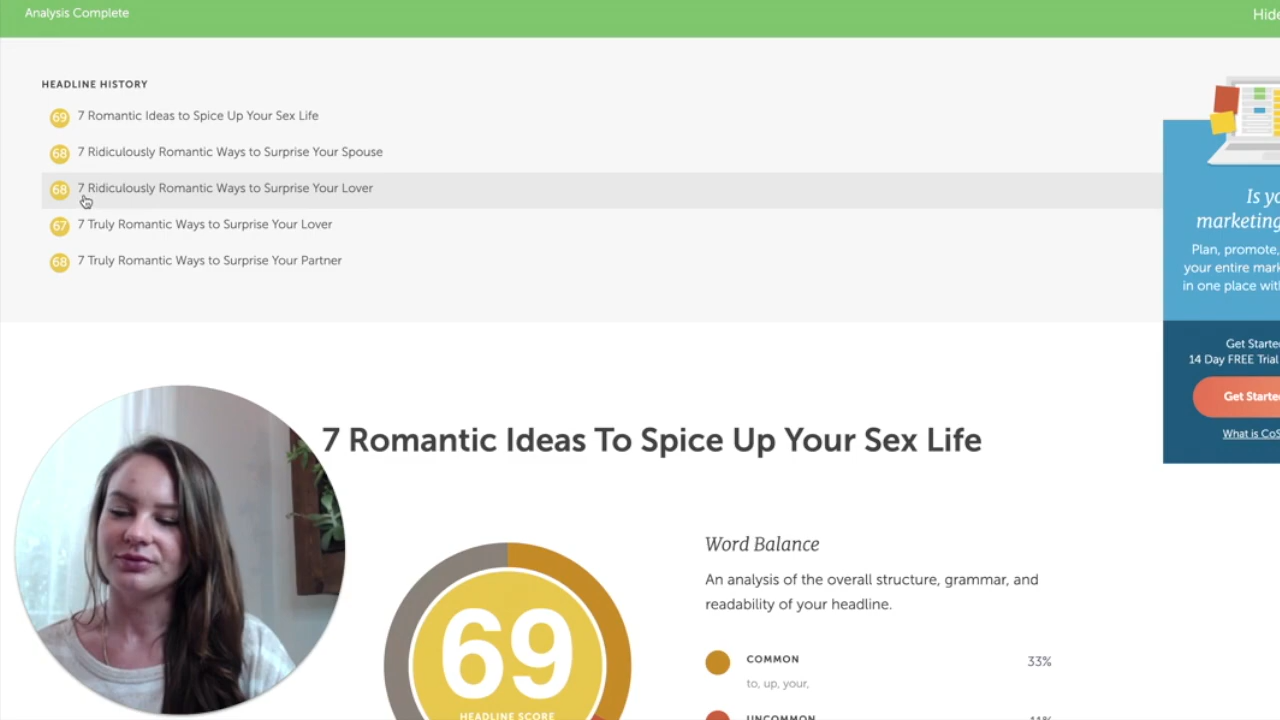 Analysis Complete
Hide
HEADLINE HISTORY
69 7 Romantic Ideas to Spice Up Your Sex Life
68 7 Ridiculously Romantic Ways to Surprise Your Spouse
68 7 Ridiculously Romantic Ways to Surprise Your Lover
67 7 Truly Romantic Ways to Surprise Your Lover
68 7 Truly Romantic Ways to Surprise Your Partner
Is yo
marketing
Plan, promote,
your entire mark
in one place with
Get Started
14 Day FREE Trial
Get Started
What is CoS
7 Romantic Ideas To Spice Up Your Sex Life
69
HEADLINE SCORE
Word Balance
An analysis of the overall structure, grammar, and
readability of your headline.
COMMON 33%
to, up, your,
UNCOMMON 11%